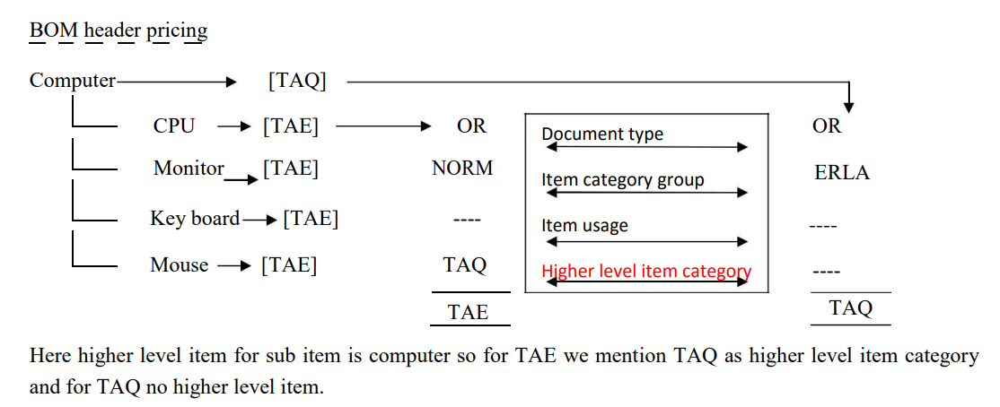 BOM header pricing
Computer [TAQ]
CPU [TAE] OR Document type OR
Monitor [TAE] NORM Item category group ERLA
Key board [TAE] ---- Item usage ----
Mouse [TAE] TAQ Higher level item category ----
TAE TAQ
Here higher level item for sub item is computer so for TAE we mention TAQ as higher level item category
and for TAQ no higher level item.